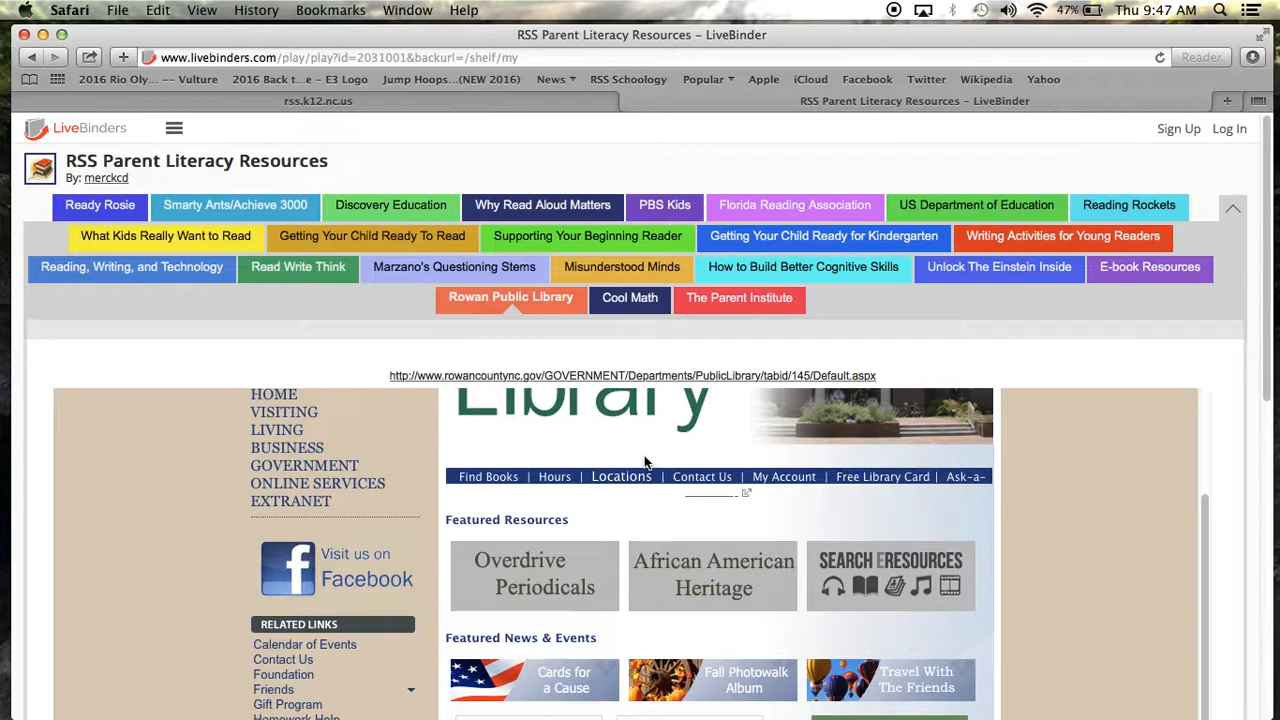 Safari File Edit View History Bookmarks Window Help 47% Thu 9:47 AM
RSS Parent Literacy Resources – LiveBinder
www.livebinders.com/play/play?id=2031001&backurl=/shelf/my Reader
2016 Rio Oly... –– Vulture 2016 Back t...e – E3 Logo Jump Hoops...(NEW 2016) News RSS Schoology Popular Apple iCloud Facebook Twitter Wikipedia Yahoo
rss.k12.nc.us RSS Parent Literacy Resources – LiveBinder
LiveBinders Sign Up Log In
RSS Parent Literacy Resources
By: merckcd
Ready Rosie Smarty Ants/Achieve 3000 Discovery Education Why Read Aloud Matters PBS Kids Florida Reading Association US Department of Education Reading Rockets
What Kids Really Want to Read Getting Your Child Ready To Read Supporting Your Beginning Reader Getting Your Child Ready for Kindergarten Writing Activities for Young Readers
Reading, Writing, and Technology Read Write Think Marzano's Questioning Stems Misunderstood Minds How to Build Better Cognitive Skills Unlock The Einstein Inside E-book Resources
Rowan Public Library Cool Math The Parent Institute
http://www.rowancountync.gov/GOVERNMENT/Departments/PublicLibrary/tabid/145/Default.aspx
Library
HOME
VISITING
LIVING
BUSINESS
GOVERNMENT
ONLINE SERVICES
EXTRANET
Visit us on
Facebook
RELATED LINKS
Calendar of Events
Contact Us
Foundation
Friends
Gift Program
Homework Help
Find Books | Hours | Locations | Contact Us | My Account | Free Library Card | Ask-a-
Featured Resources
Overdrive
Periodicals
African American
Heritage
SEARCH ERESOURCES
Featured News & Events
Cards for
a Cause
Fall Photowalk
Album
Travel With
The Friends